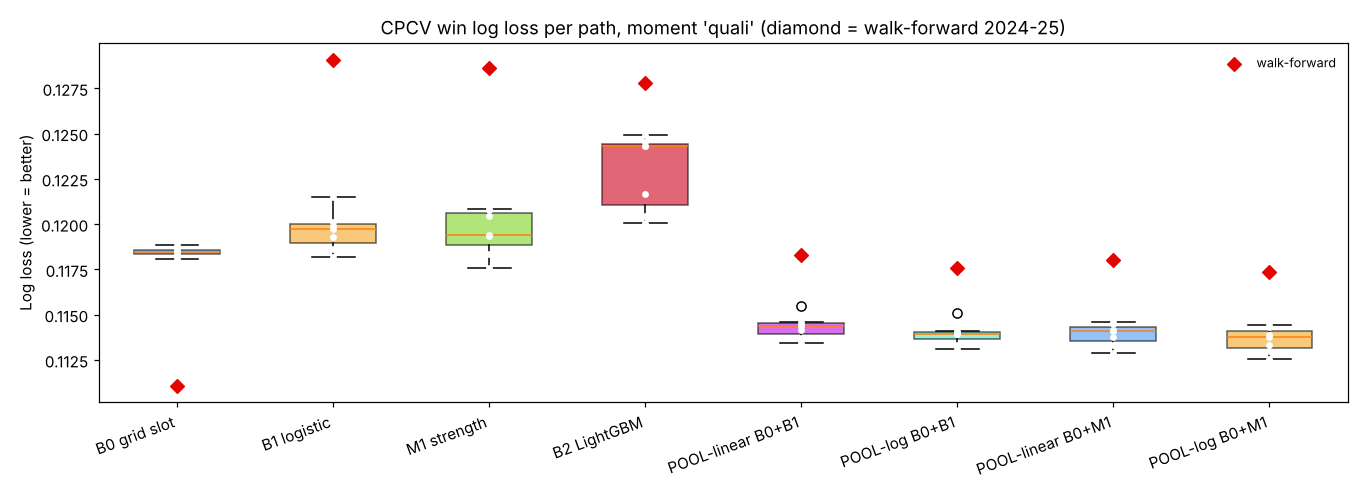 CPCV win log loss per path, moment 'quali' (diamond = walk-forward 2024-25)
walk-forward
Log loss (lower = better)
0.1275
0.1250
0.1225
0.1200
0.1175
0.1150
0.1125
B0 grid slot
B1 logistic
M1 strength
B2 LightGBM
POOL-linear B0+B1
POOL-log B0+B1
POOL-linear B0+M1
POOL-log B0+M1